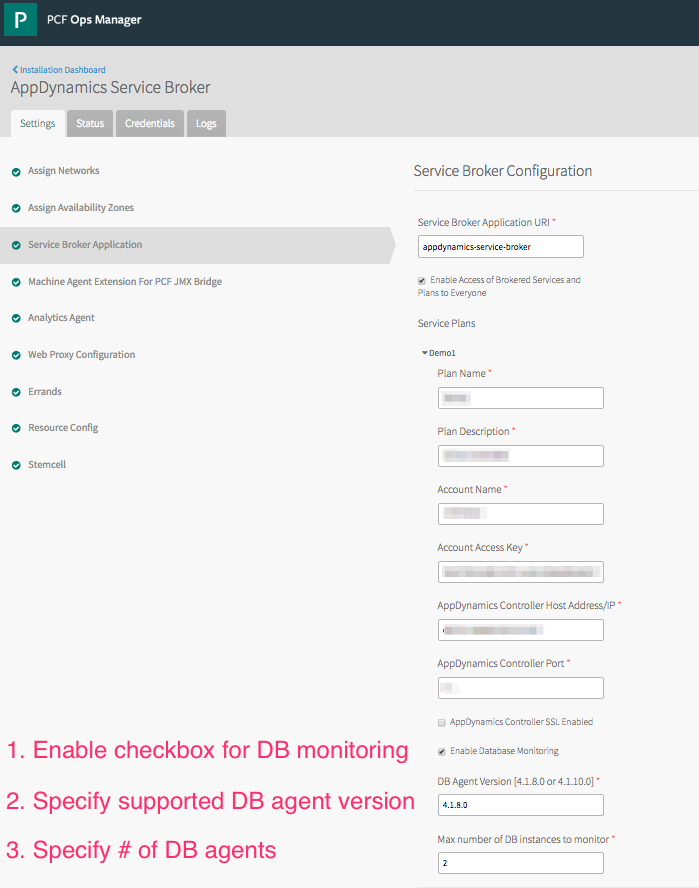 P PCF Ops Manager
Installation Dashboard
AppDynamics Service Broker
Settings Status Credentials Logs
Assign Networks
Assign Availability Zones
Service Broker Application
Machine Agent Extension For PCF JMX Bridge
Analytics Agent
Web Proxy Configuration
Errands
Resource Config
Stemcell
Service Broker Configuration
Service Broker Application URI *
appdynamics-service-broker
Enable Access of Brokered Services and
Plans to Everyone
Service Plans
Demo1
Plan Name *
Plan Description *
Account Name *
Account Access Key *
AppDynamics Controller Host Address/IP *
AppDynamics Controller Port *
AppDynamics Controller SSL Enabled
Enable Database Monitoring
DB Agent Version [4.1.8.0 or 4.1.10.0] *
4.1.8.0
Max number of DB instances to monitor *
2
1. Enable checkbox for DB monitoring
2. Specify supported DB agent version
3. Specify # of DB agents